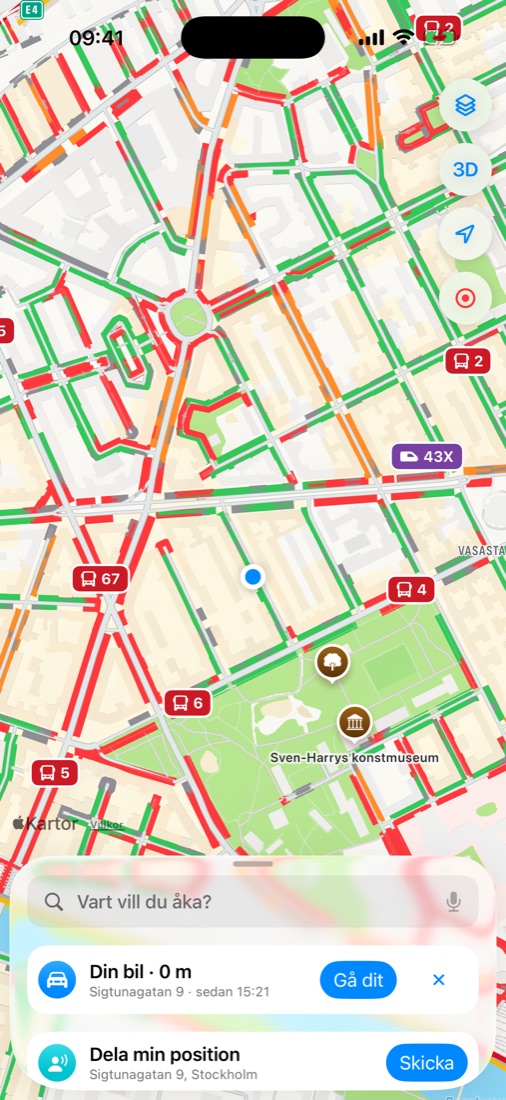 E4
09:41
2
3D
5
2
43X
VASASTA
67
4
6
Sven-Harrys konstmuseum
5
Kartor Villkor
Vart vill du åka?
Din bil · 0 m
Sigtunagatan 9 · sedan 15:21
Gå dit
Dela min position
Sigtunagatan 9, Stockholm
Skicka